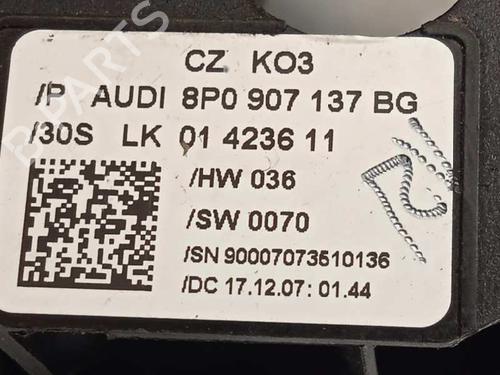 CZ KO3
/P AUDI 8P0 907 137 BG
/30S LK 01 4236 11
/HW 036
/SW 0070
/SN 90007073510136
/DC 17.12.07: 01.44